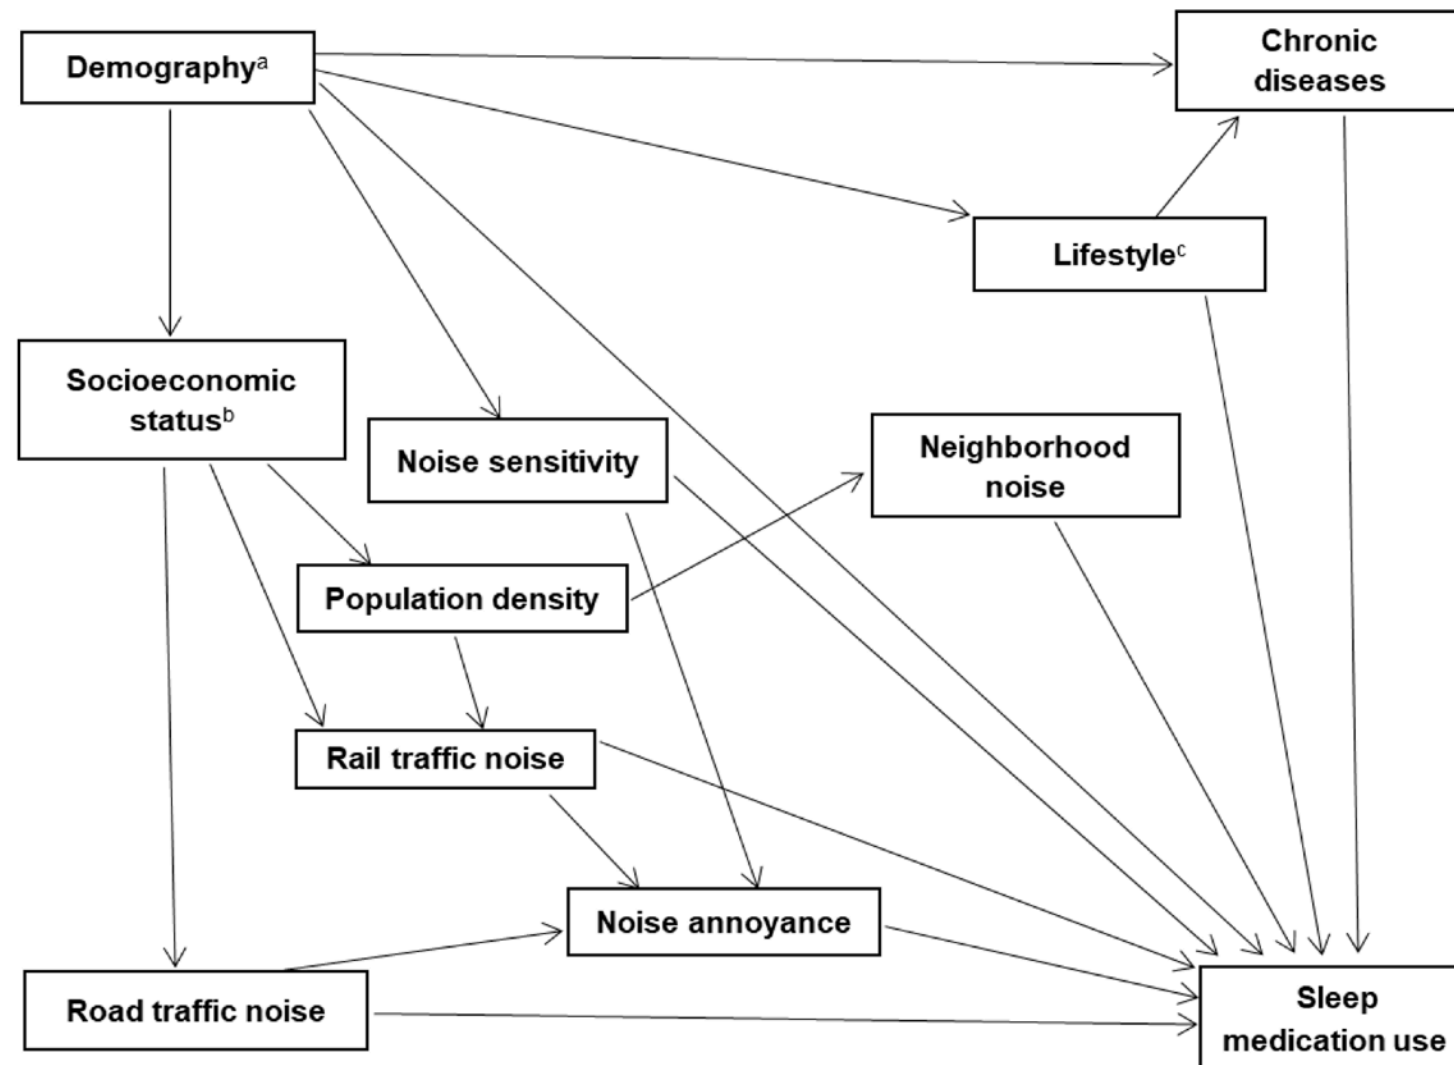 Demographyᵃ
Chronic
diseases
Lifestyleᶜ
Socioeconomic
statusᵇ
Noise sensitivity
Neighborhood
noise
Population density
Rail traffic noise
Noise annoyance
Road traffic noise
Sleep
medication use